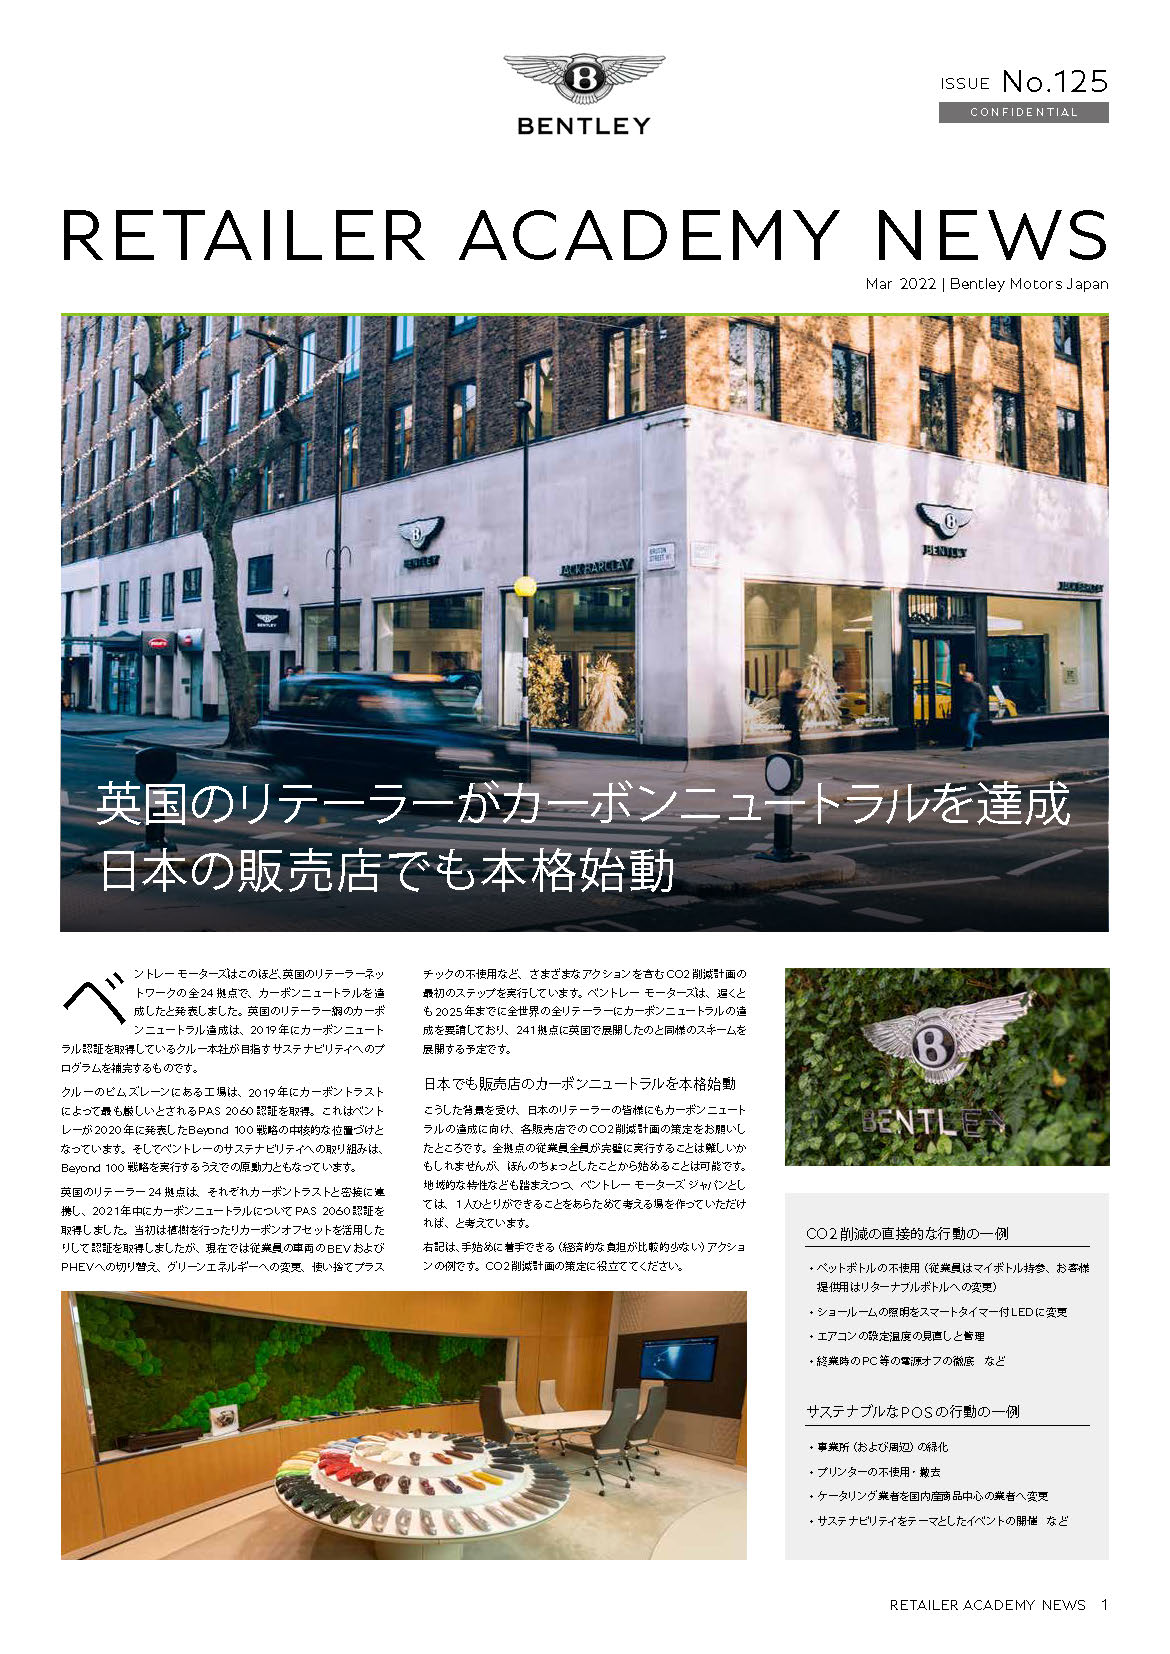 BENTLEY
ISSUE No.125
CONFIDENTIAL
RETAILER ACADEMY NEWS
Mar 2022 | Bentley Motors Japan
BENTLEY
BENTLEY
JACK BARCLAY
BRUTON
STREET W1
JACK BARCLAY
BENTLEY
英国のリテーラーがカーボンニュートラルを達成
日本の販売店でも本格始動
ベントレー モーターズはこのほど、英国のリテーラーネッ
トワークの全24拠点で、カーボンニュートラルを達
成したと発表しました。英国のリテーラー網のカーボ
ンニュートラル達成は、2019年にカーボンニュート
ラル認証を取得しているクルー本社が目指すサステナビリティへのプ
ログラムを補完するものです。
クルーのピムズレーンにある工場は、2019年にカーボントラスト
によって最も厳しいとされるPAS 2060認証を取得。これはベント
レーが2020年に発表したBeyond 100戦略の中核的な位置づけと
なっています。そしてベントレーのサステナビリティへの取り組みは、
Beyond 100戦略を実行するうえでの原動力ともなっています。
英国のリテーラー24拠点は、それぞれカーボントラストと密接に連
携し、2021年中にカーボンニュートラルについてPAS 2060認証を
取得しました。当初は植樹を行ったりカーボンオフセットを活用した
りして認証を取得しましたが、現在では従業員の車両のBEVおよび
PHEVへの切り替え、グリーンエネルギーへの変更、使い捨てプラス
チックの不使用など、さまざまなアクションを含むCO2削減計画の
最初のステップを実行しています。ベントレー モーターズは、遅くと
も2025年までに全世界の全リテーラーにカーボンニュートラルの達
成を要請しており、241拠点に英国で展開したのと同様のスキームを
展開する予定です。
日本でも販売店のカーボンニュートラルを本格始動
こうした背景を受け、日本のリテーラーの皆様にもカーボンニュート
ラルの達成に向け、各販売店でのCO2削減計画の策定をお願いし
たところです。全拠点の従業員全員が完璧に実行することは難しいか
もしれませんが、ほんのちょっとしたことから始めることは可能です。
地域的な特性なども踏まえつつ、ベントレー モーターズ ジャパンとし
ては、1人ひとりができることをあらためて考える場を作っていただけ
れば、と考えています。
右記は、手始めに着手できる（経済的な負担が比較的少ない）アクショ
ンの例です。CO2削減計画の策定に役立ててください。
BENTLEY
CO2削減の直接的な行動の一例
・ペットボトルの不使用（従業員はマイボトル持参、お客様
提供用はリターナブルボトルへの変更）
・ショールームの照明をスマートタイマー付LEDに変更
・エアコンの設定温度の見直しと管理
・終業時のPC等の電源オフの徹底 など
サステナブルなPOSの行動の一例
・事業所（および周辺）の緑化
・プリンターの不使用・撤去
・ケータリング業者を国内産商品中心の業者へ変更
・サステナビリティをテーマとしたイベントの開催 など
RETAILER ACADEMY NEWS 1